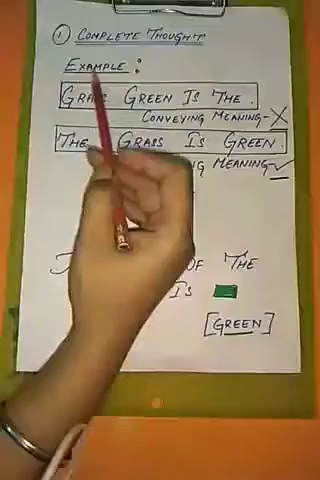 ① COMPLETE THOUGHT
EXAMPLE :
GRASS GREEN IS THE .
CONVEYING MEANING-X
THE GRASS IS GREEN.
MEANING-✓
OF THE
IS
[GREEN]